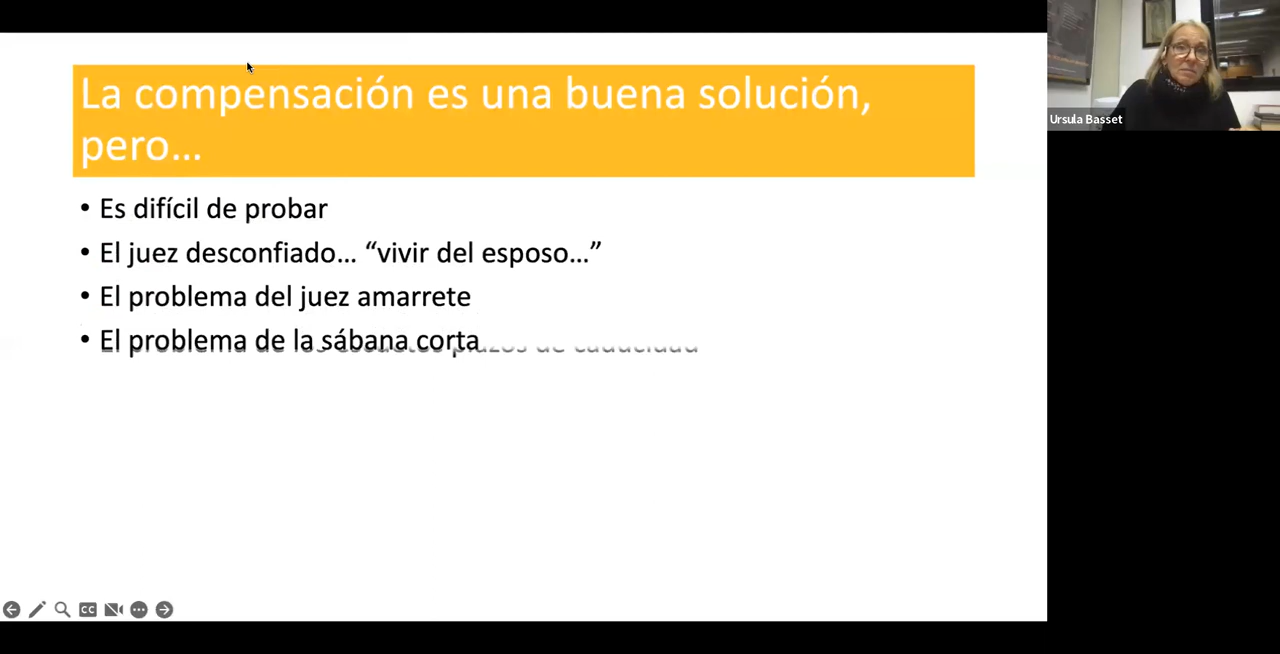 La compensación es una buena solución,
pero...
• Es difícil de probar
• El juez desconfiado... “vivir del esposo...”
• El problema del juez amarrete
• El problema de la sábana corta
Ursula Basset
CC